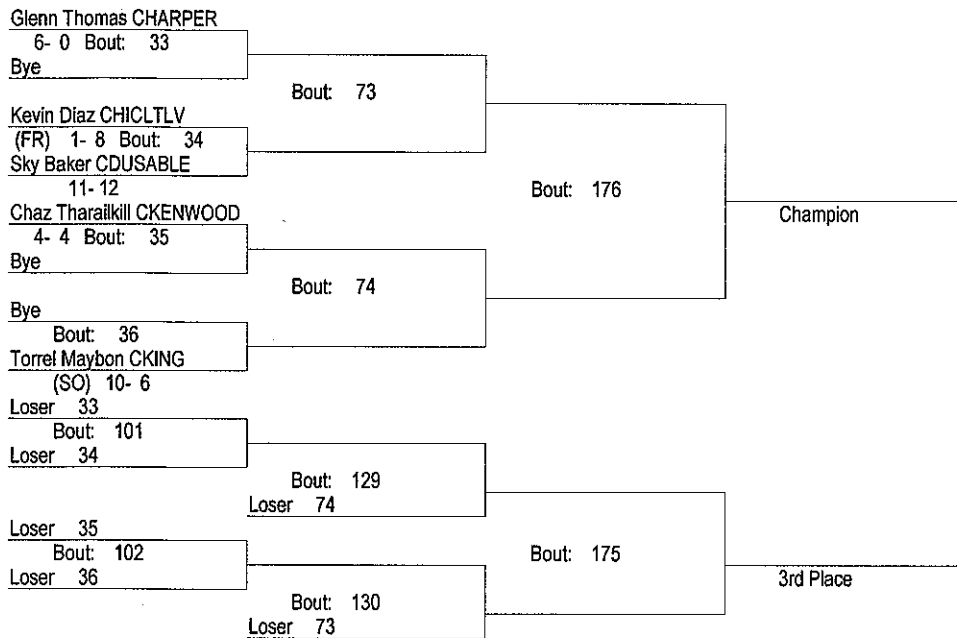 Glenn Thomas CHARPER
6- 0 Bout: 33
Bye
Bout: 73
Kevin Diaz CHICLTLV
(FR) 1- 8 Bout: 34
Sky Baker CDUSABLE
11- 12
Bout: 176
Champion
Chaz Tharailkill CKENWOOD
4- 4 Bout: 35
Bye
Bout: 74
Bye
Bout: 36
Torrel Maybon CKING
(SO) 10- 6
Loser 33
Bout: 101
Loser 34
Bout: 129
Loser 74
Loser 35
Bout: 102
Loser 36
Bout: 175
3rd Place
Bout: 130
Loser 73